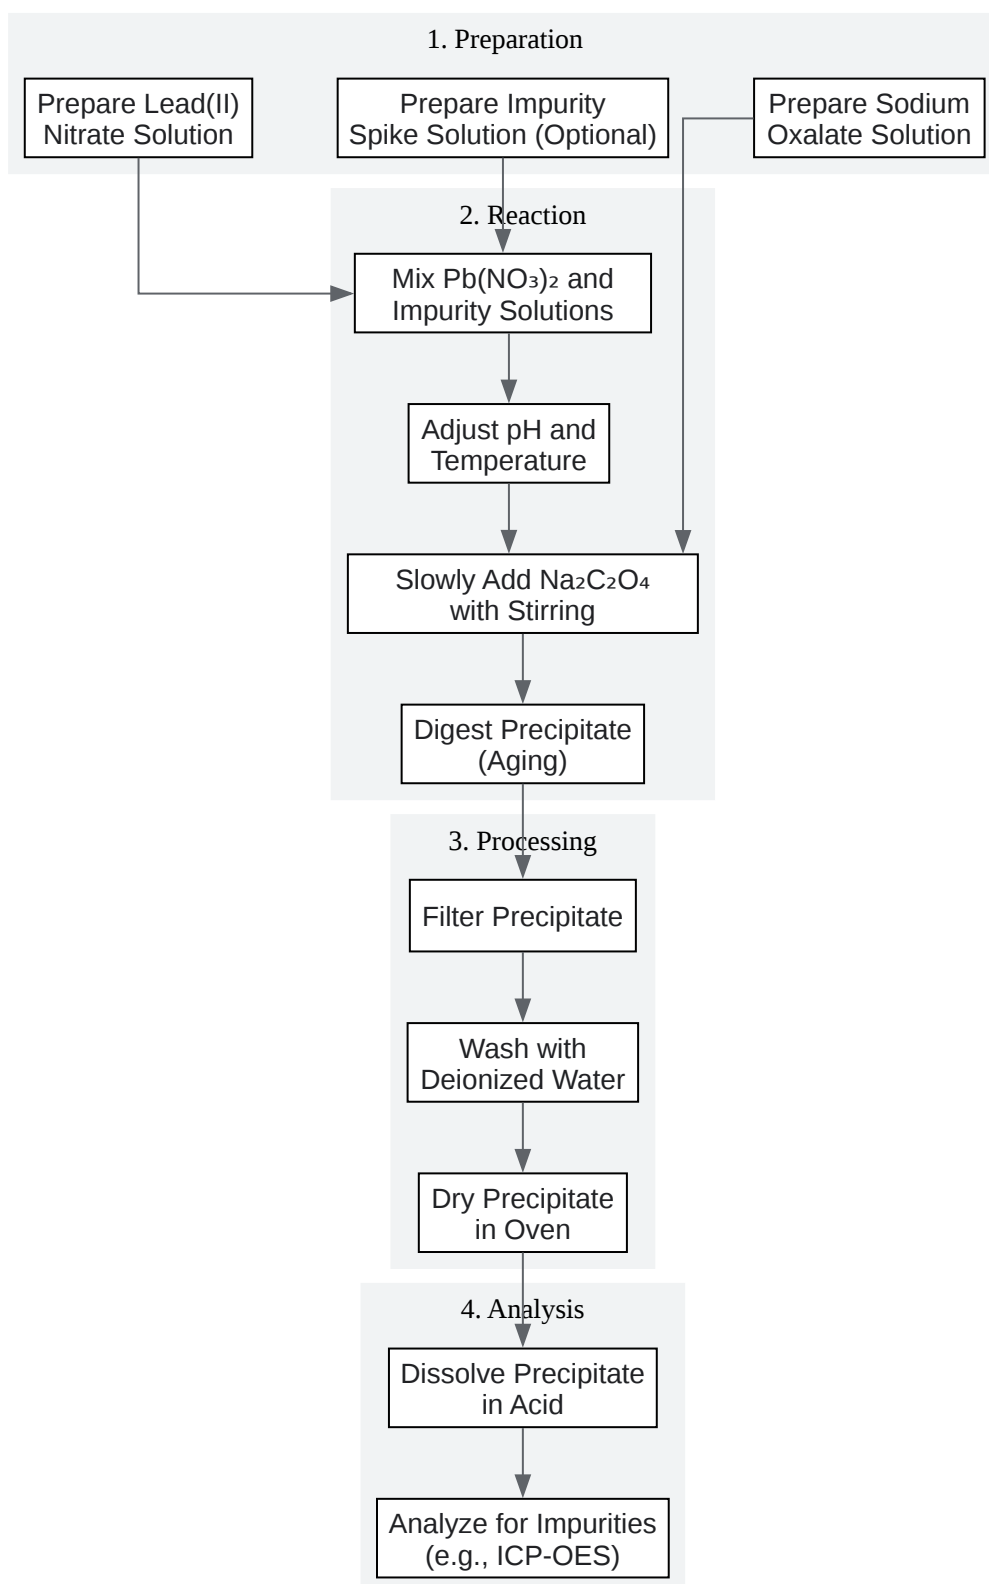 1. Preparation
Prepare Lead(II)
Nitrate Solution
Prepare Impurity
Spike Solution (Optional)
Prepare Sodium
Oxalate Solution
2. Reaction
Mix Pb(NO₃)₂ and
Impurity Solutions
Adjust pH and
Temperature
Slowly Add Na₂C₂O₄
with Stirring
Digest Precipitate
(Aging)
3. Processing
Filter Precipitate
Wash with
Deionized Water
Dry Precipitate
in Oven
4. Analysis
Dissolve Precipitate
in Acid
Analyze for Impurities
(e.g., ICP-OES)